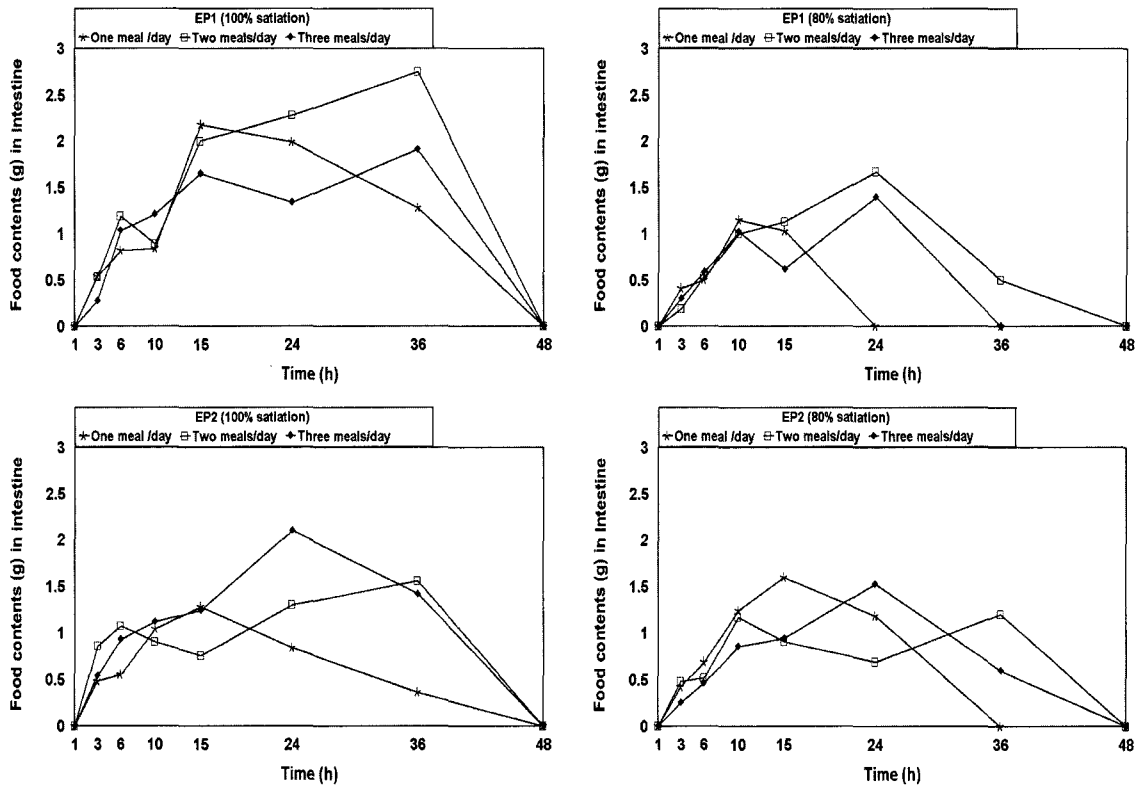 EP1 (100% satiation)
One meal /day Two meals/day Three meals/day
3
2.5
2
1.5
1
0.5
0
Food contents (g) in intestine
1 3 6 10 15 24 36 48
Time (h)
EP1 (80% satiation)
One meal /day Two meals/day Three meals/day
3
2.5
2
1.5
1
0.5
0
Food contents (g) in intestine
1 3 6 10 15 24 36 48
Time (h)
EP2 (100% satiation)
One meal /day Two meals/day Three meals/day
3
2.5
2
1.5
1
0.5
0
Food contents (g) in intestine
1 3 6 10 15 24 36 48
Time (h)
EP2 (80% satiation)
One meal /day Two meals/day Three meals/day
3
2.5
2
1.5
1
0.5
0
Food contents (g) in Intestine
1 3 6 10 15 24 36 48
Time (h)